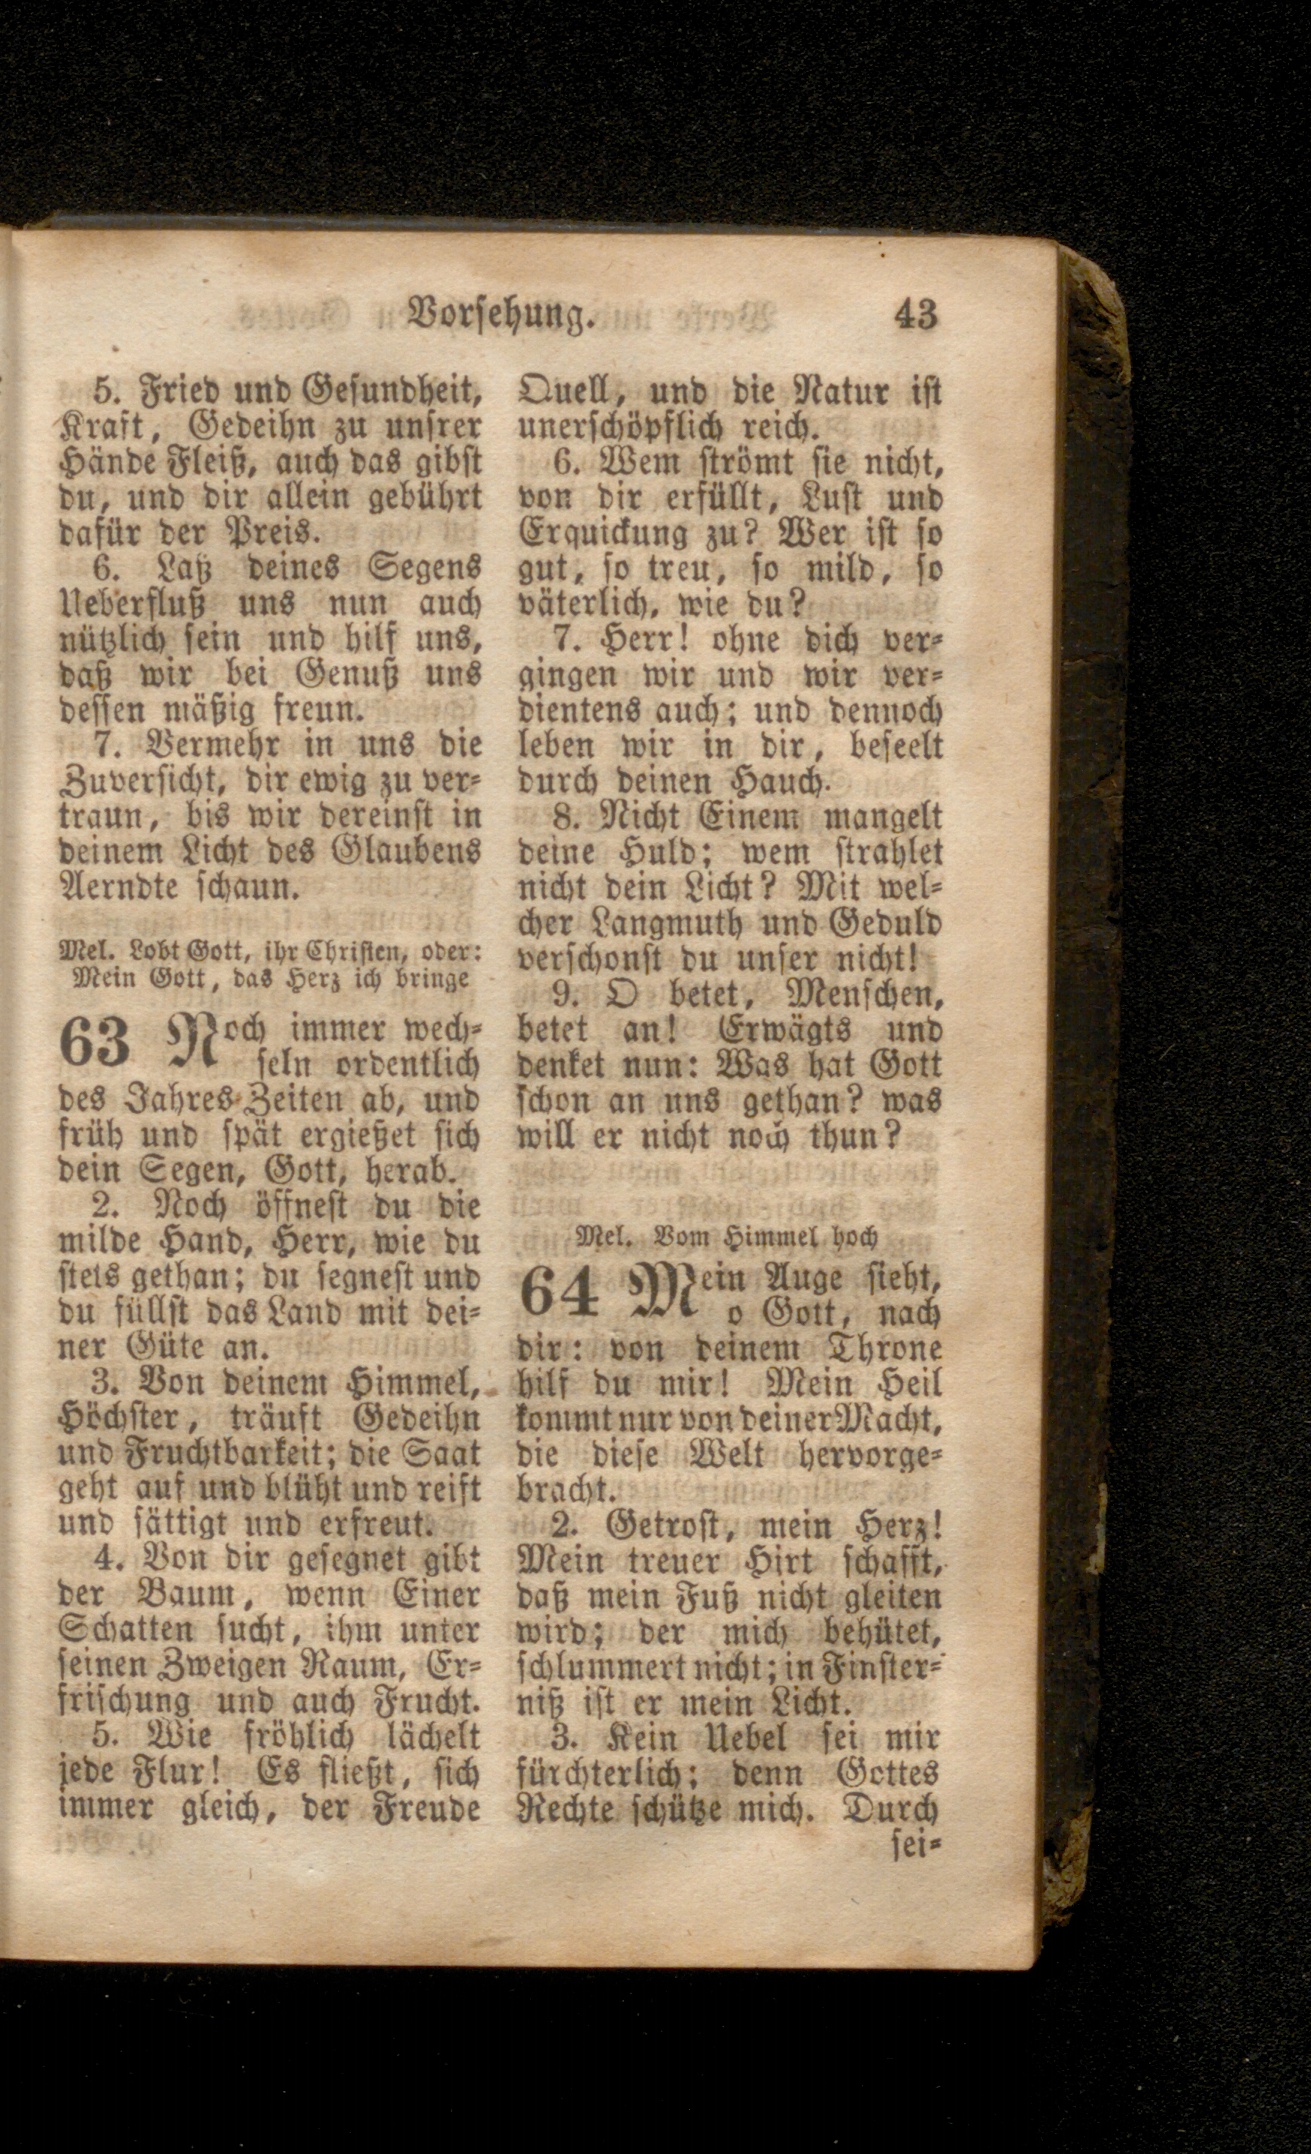 Vorsehung. 43
5. Fried und Gesundheit,
Kraft, Gedeihn zu unsrer
Hände Fleiß, auch das gibst
du, und dir allein gebührt
dafür der Preis.
6. Laß deines Segens
Ueberfluß uns nun auch
nützlich sein und hilf uns,
daß wir bei Genuß uns
dessen mäßig freun.
7. Vermehr in uns die
Zuversicht, dir ewig zu ver-
traun, bis wir dereinst in
deinem Licht des Glaubens
Aerndte schaun.
Mel. Lobt Gott, ihr Christen, oder:
Mein Gott, das Herz ich bringe
63 Noch immer wech-
seln ordentlich
des Jahres Zeiten ab, und
früh und spät ergießet sich
dein Segen, Gott, herab.
2. Noch öffnest du die
milde Hand, Herr, wie du
stets gethan; du segnest und
du füllst das Land mit dei-
ner Güte an.
3. Von deinem Himmel,
Höchster, träuft Gedeihn
und Fruchtbarkeit; die Saat
geht auf und blüht und reift
und sättigt und erfreut.
4. Von dir gesegnet gibt
der Baum, wenn Einer
Schatten sucht, ihm unter
seinen Zweigen Raum, Er-
frischung und auch Frucht.
5. Wie fröhlich lächelt
jede Flur! Es fließt, sich
immer gleich, der Freude
Quell, und die Natur ist
unerschöpflich reich.
6. Wem strömt sie nicht,
von dir erfüllt, Lust und
Erquickung zu? Wer ist so
gut, so treu, so mild, so
väterlich, wie du?
7. Herr! ohne dich ver-
gingen wir und wir ver-
dientens auch; und dennoch
leben wir in dir, beseelt
durch deinen Hauch.
8. Nicht Einem mangelt
deine Huld; wem strahlet
nicht dein Licht? Mit wel-
cher Langmuth und Geduld
verschonst du unser nicht!
9. O betet, Menschen,
betet an! Erwägts und
denket nun: Was hat Gott
schon an uns gethan? was
will er nicht noch thun?
Mel. Vom Himmel hoch
64 Mein Auge sieht,
o Gott, nach
dir: von deinem Throne
hilf du mir! Mein Heil
kommt nur von deiner Macht,
die diese Welt hervorge-
bracht.
2. Getrost, mein Herz!
Mein treuer Hirt schafft,
daß mein Fuß nicht gleiten
wird; der mich behütet,
schlummert nicht; in Finster-
niß ist er mein Licht.
3. Kein Uebel sei mir
fürchterlich; denn Gottes
Rechte schütze mich. Durch
sei-